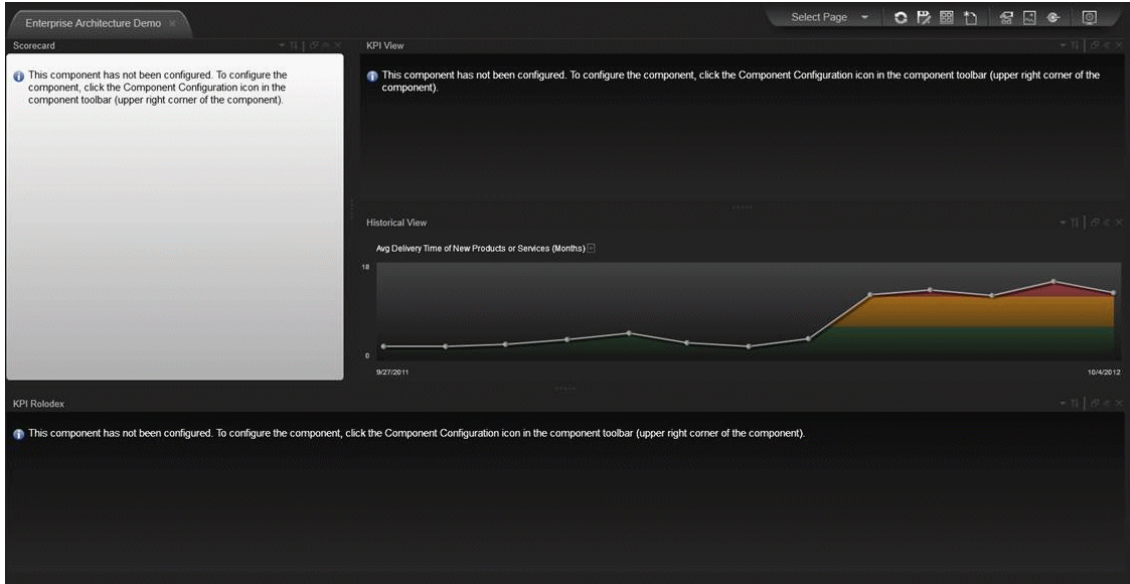 Enterprise Architecture Demo
Select Page
Scorecard
This component has not been configured. To configure the
component, click the Component Configuration icon in the
component toolbar (upper right corner of the component).
KPI View
This component has not been configured. To configure the component, click the Component Configuration icon in the component toolbar (upper right corner of the
component).
Historical View
Avg Delivery Time of New Products or Services (Months)
18
0
9/27/2011
10/4/2012
KPI Rolodex
This component has not been configured. To configure the component, click the Component Configuration icon in the component toolbar (upper right corner of the component).